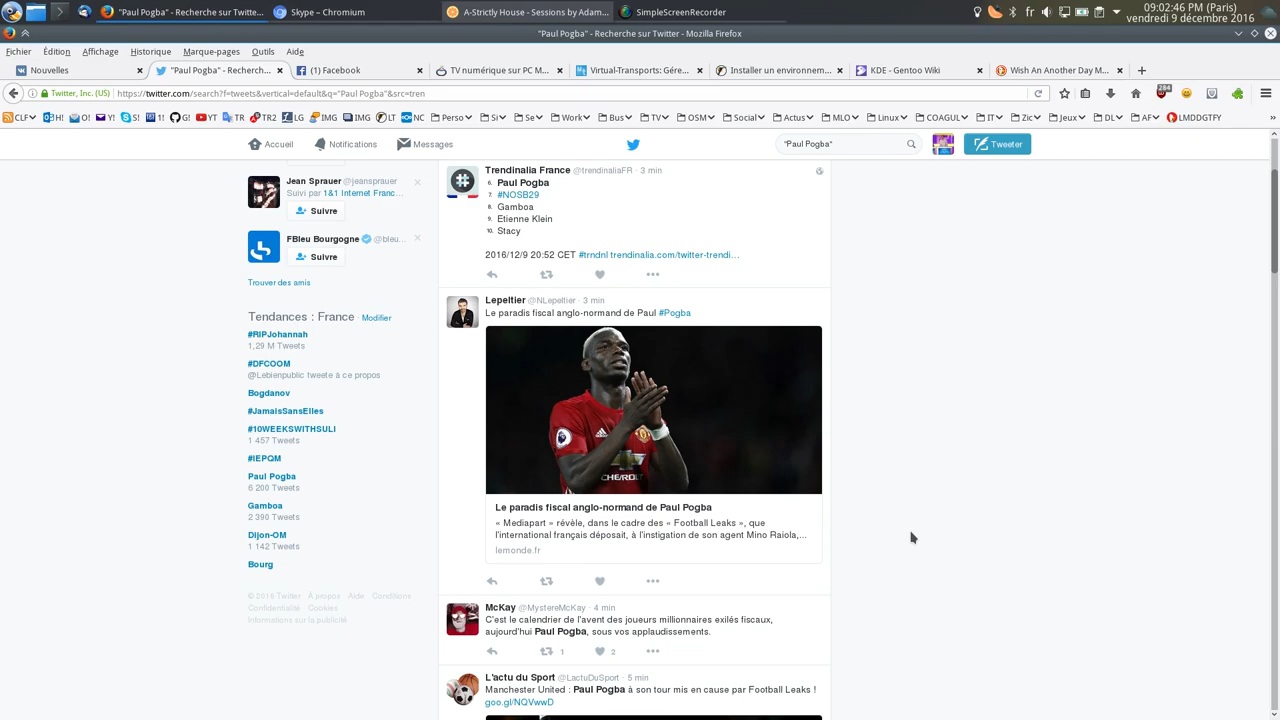 "Paul Pogba" - Recherche sur Twitte...
Skype – Chromium
A-Strictly House - Sessions by Adam...
SimpleScreenRecorder
fr
09:02:46 PM (Paris)
vendredi 9 décembre 2016
"Paul Pogba" - Recherche sur Twitter - Mozilla Firefox
Fichier Édition Affichage Historique Marque-pages Outils Aide
Nouvelles
"Paul Pogba" - Recherch...
(1) Facebook
TV numérique sur PC M...
Virtual-Transports: Gére...
Installer un environnem...
KDE - Gentoo Wiki
Wish An Another Day M...
Twitter, Inc. (US)
https://twitter.com/search?f=tweets&vertical=default&q="Paul Pogba"&src=tren
284
CLF H! O! Y! S! 1! G! YT TR TR2 LG IMG IMG LT NC Perso Si Se Work Bus TV OSM Social Actus MLO Linux COAGUL IT Zic Jeux DL AF LMDDGTFY
Accueil Notifications Messages
"Paul Pogba"
Tweeter
Jean Sprauer @jeansprauer
Suivi par 1&1 Internet Franc...
Suivre
FBleu Bourgogne @bleu...
Suivre
Trouver des amis
Tendances : France · Modifier
#RIPJohannah
1,29 M Tweets
#DFCOOM
@Lebienpublic tweete à ce propos
Bogdanov
#JamaisSansElles
#10WEEKSWITHSULI
1 457 Tweets
#IEPQM
Paul Pogba
6 200 Tweets
Gamboa
2 390 Tweets
Dijon-OM
1 142 Tweets
Bourg
© 2016 Twitter À propos Aide Conditions
Confidentialité Cookies
Informations sur la publicité
Trendinalia France @trendinaliaFR · 3 min
6. Paul Pogba
7. #NOSB29
8. Gamboa
9. Etienne Klein
10. Stacy
2016/12/9 20:52 CET #trndnl trendinalia.com/twitter-trendi...
Lepeltier @NLepeltier · 3 min
Le paradis fiscal anglo-normand de Paul #Pogba
CHEVROLET
Le paradis fiscal anglo-normand de Paul Pogba
« Mediapart » révèle, dans le cadre des « Football Leaks », que
l'international français déposait, à l'instigation de son agent Mino Raiola,...
lemonde.fr
McKay @MystereMcKay · 4 min
C'est le calendrier de l'avent des joueurs millionnaires exilés fiscaux,
aujourd'hui Paul Pogba, sous vos applaudissements.
1 2
L'actu du Sport @LactuDuSport · 5 min
Manchester United : Paul Pogba à son tour mis en cause par Football Leaks !
goo.gl/NQVwwD